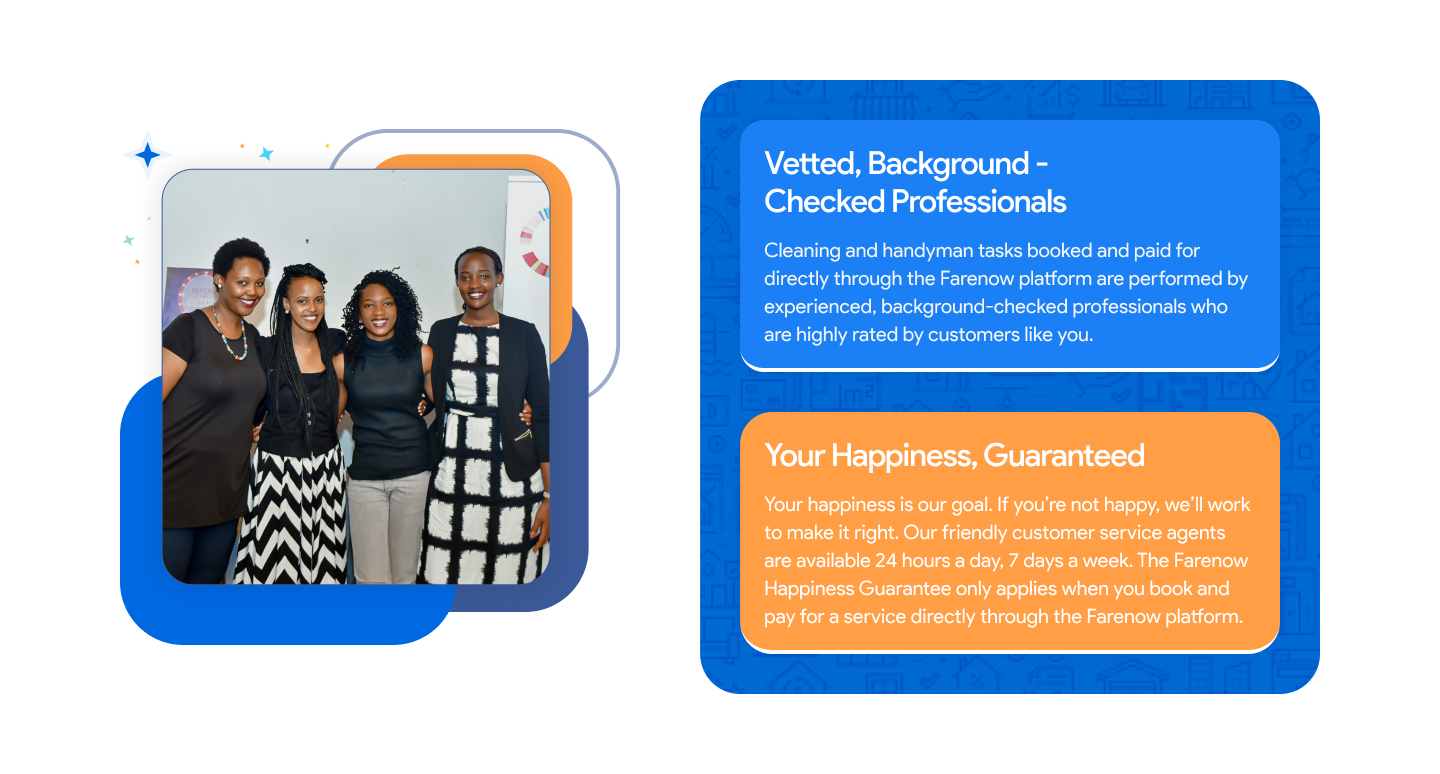 Vetted, Background -
Checked Professionals
Cleaning and handyman tasks booked and paid for
directly through the Farenow platform are performed by
experienced, background-checked professionals who
are highly rated by customers like you.
Your Happiness, Guaranteed
Your happiness is our goal. If you’re not happy, we’ll work
to make it right. Our friendly customer service agents
are available 24 hours a day, 7 days a week. The Farenow
Happiness Guarantee only applies when you book and
pay for a service directly through the Farenow platform.